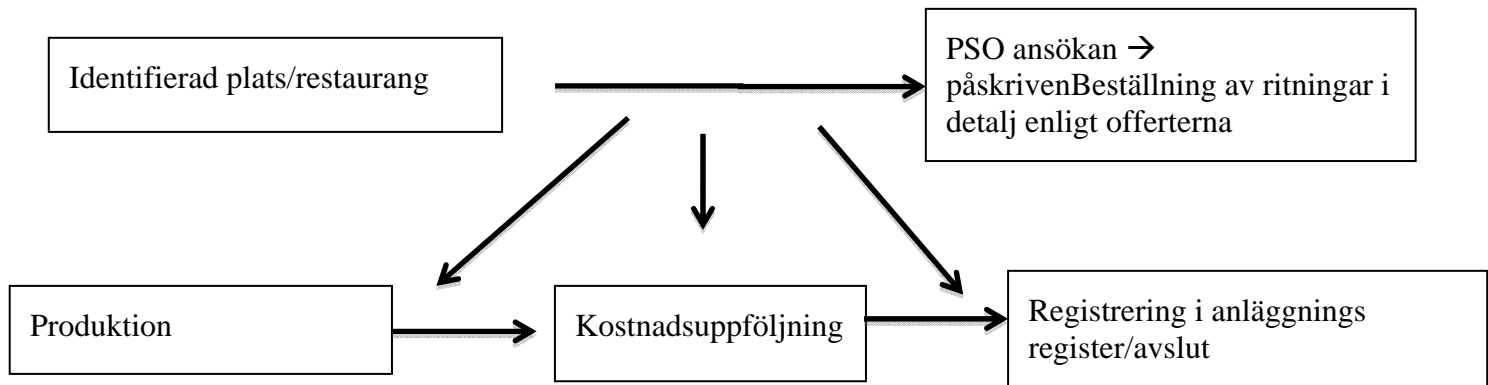 Identifierad plats/restaurang
PSO ansökan →
påskrivenBeställning av ritningar i
detalj enligt offerterna
Produktion
Kostnadsuppföljning
Registrering i anläggnings
register/avslut